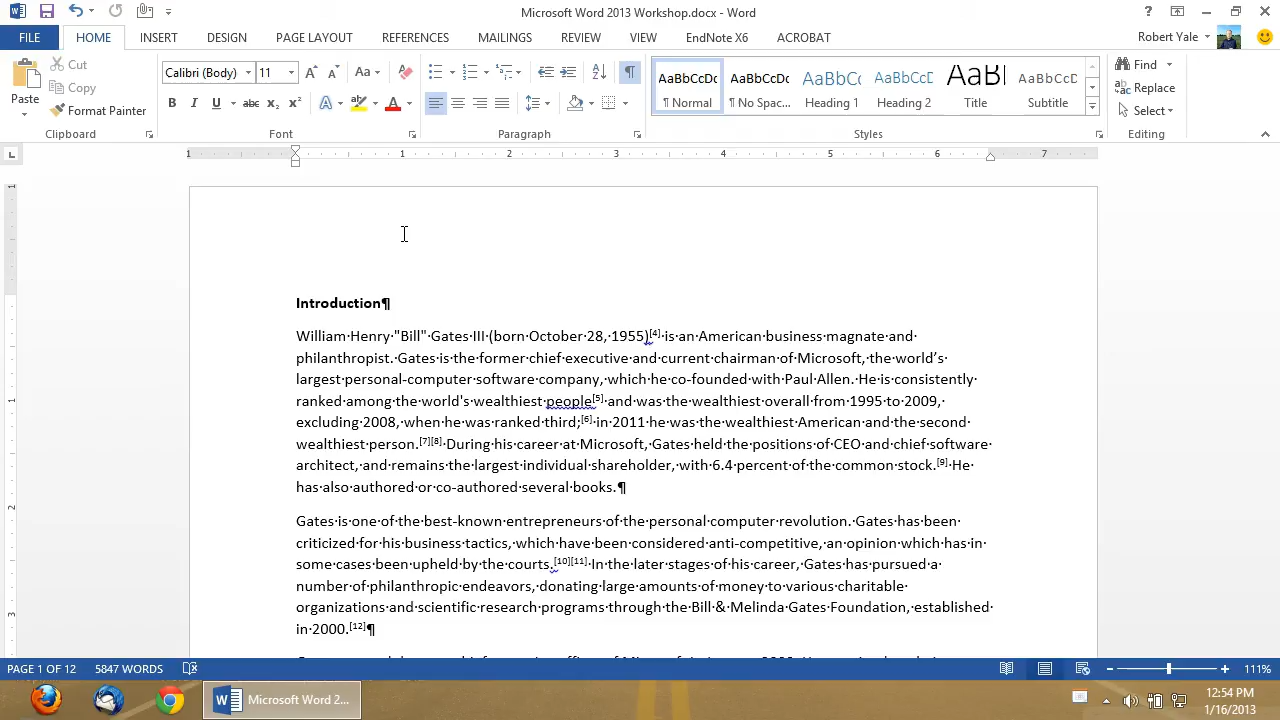 Microsoft Word 2013 Workshop.docx - Word
FILE HOME INSERT DESIGN PAGE LAYOUT REFERENCES MAILINGS REVIEW VIEW EndNote X6 ACROBAT Robert Yale
Paste
Cut
Copy
Format Painter
Calibri (Body) 11
AaBbCcDc AaBbCcDc AaBbCc AaBbCcD AaB AaBbCcD
¶ Normal ¶ No Spac... Heading 1 Heading 2 Title Subtitle
Find
Replace
Select
Clipboard Font Paragraph Styles Editing
1 1 2 3 4 5 6 7
Introduction¶
William·Henry·"Bill"·Gates·III·(born·October·28,·1955)[4]·is·an·American·business·magnate·and·
philanthropist.·Gates·is·the·former·chief·executive·and·current·chairman·of·Microsoft,·the·world’s·
largest·personal-computer·software·company,·which·he·co-founded·with·Paul·Allen.·He·is·consistently·
ranked·among·the·world's·wealthiest·people[5]·and·was·the·wealthiest·overall·from·1995·to·2009,·
excluding·2008,·when·he·was·ranked·third;[6]·in·2011·he·was·the·wealthiest·American·and·the·second·
wealthiest·person.[7][8]·During·his·career·at·Microsoft,·Gates·held·the·positions·of·CEO·and·chief·software·
architect,·and·remains·the·largest·individual·shareholder,·with·6.4·percent·of·the·common·stock.[9]·He·
has·also·authored·or·co-authored·several·books.¶
Gates·is·one·of·the·best-known·entrepreneurs·of·the·personal·computer·revolution.·Gates·has·been·
criticized·for·his·business·tactics,·which·have·been·considered·anti-competitive,·an·opinion·which·has·in·
some·cases·been·upheld·by·the·courts.[10][11]·In·the·later·stages·of·his·career,·Gates·has·pursued·a·
number·of·philanthropic·endeavors,·donating·large·amounts·of·money·to·various·charitable·
organizations·and·scientific·research·programs·through·the·Bill·&·Melinda·Gates·Foundation,·established·
in·2000.[12]¶
PAGE 1 OF 12 5847 WORDS 111%
Microsoft Word 2... 12:54 PM
1/16/2013